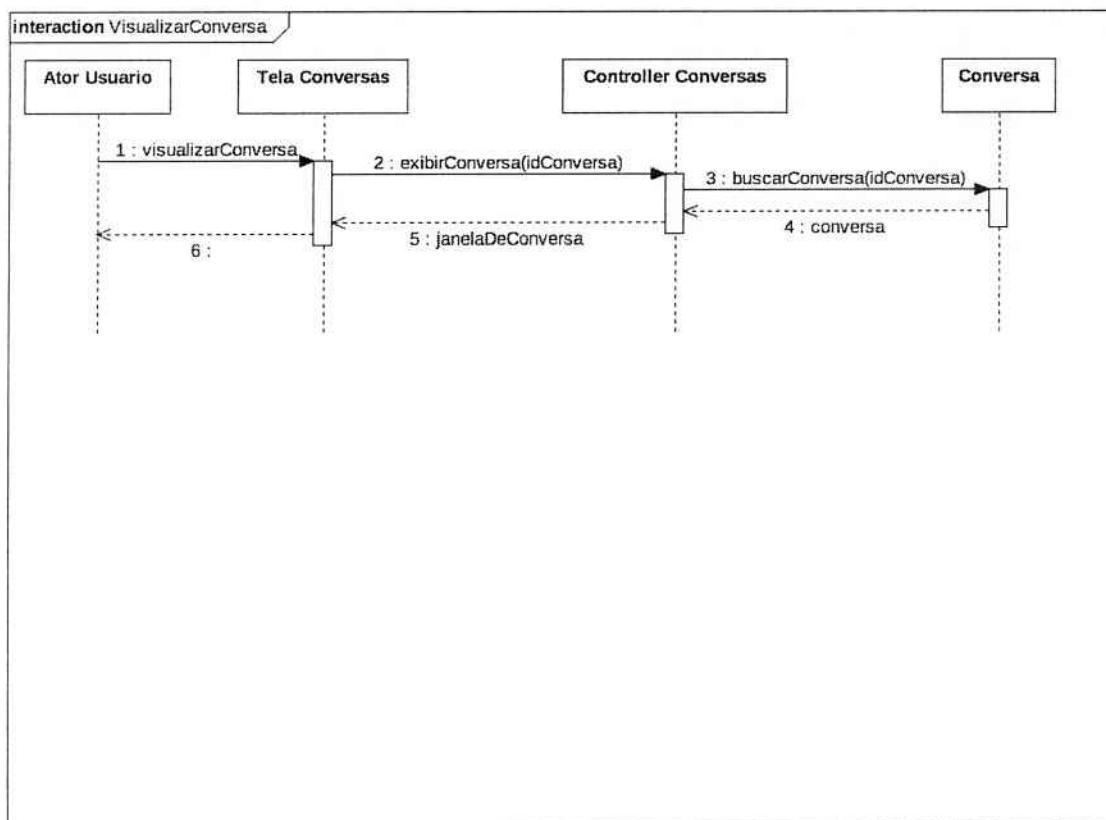 interaction VisualizarConversa
Ator Usuario
Tela Conversas
Controller Conversas
Conversa
1 : visualizarConversa
2 : exibirConversa(idConversa)
3 : buscarConversa(idConversa)
4 : conversa
5 : janelaDeConversa
6 :